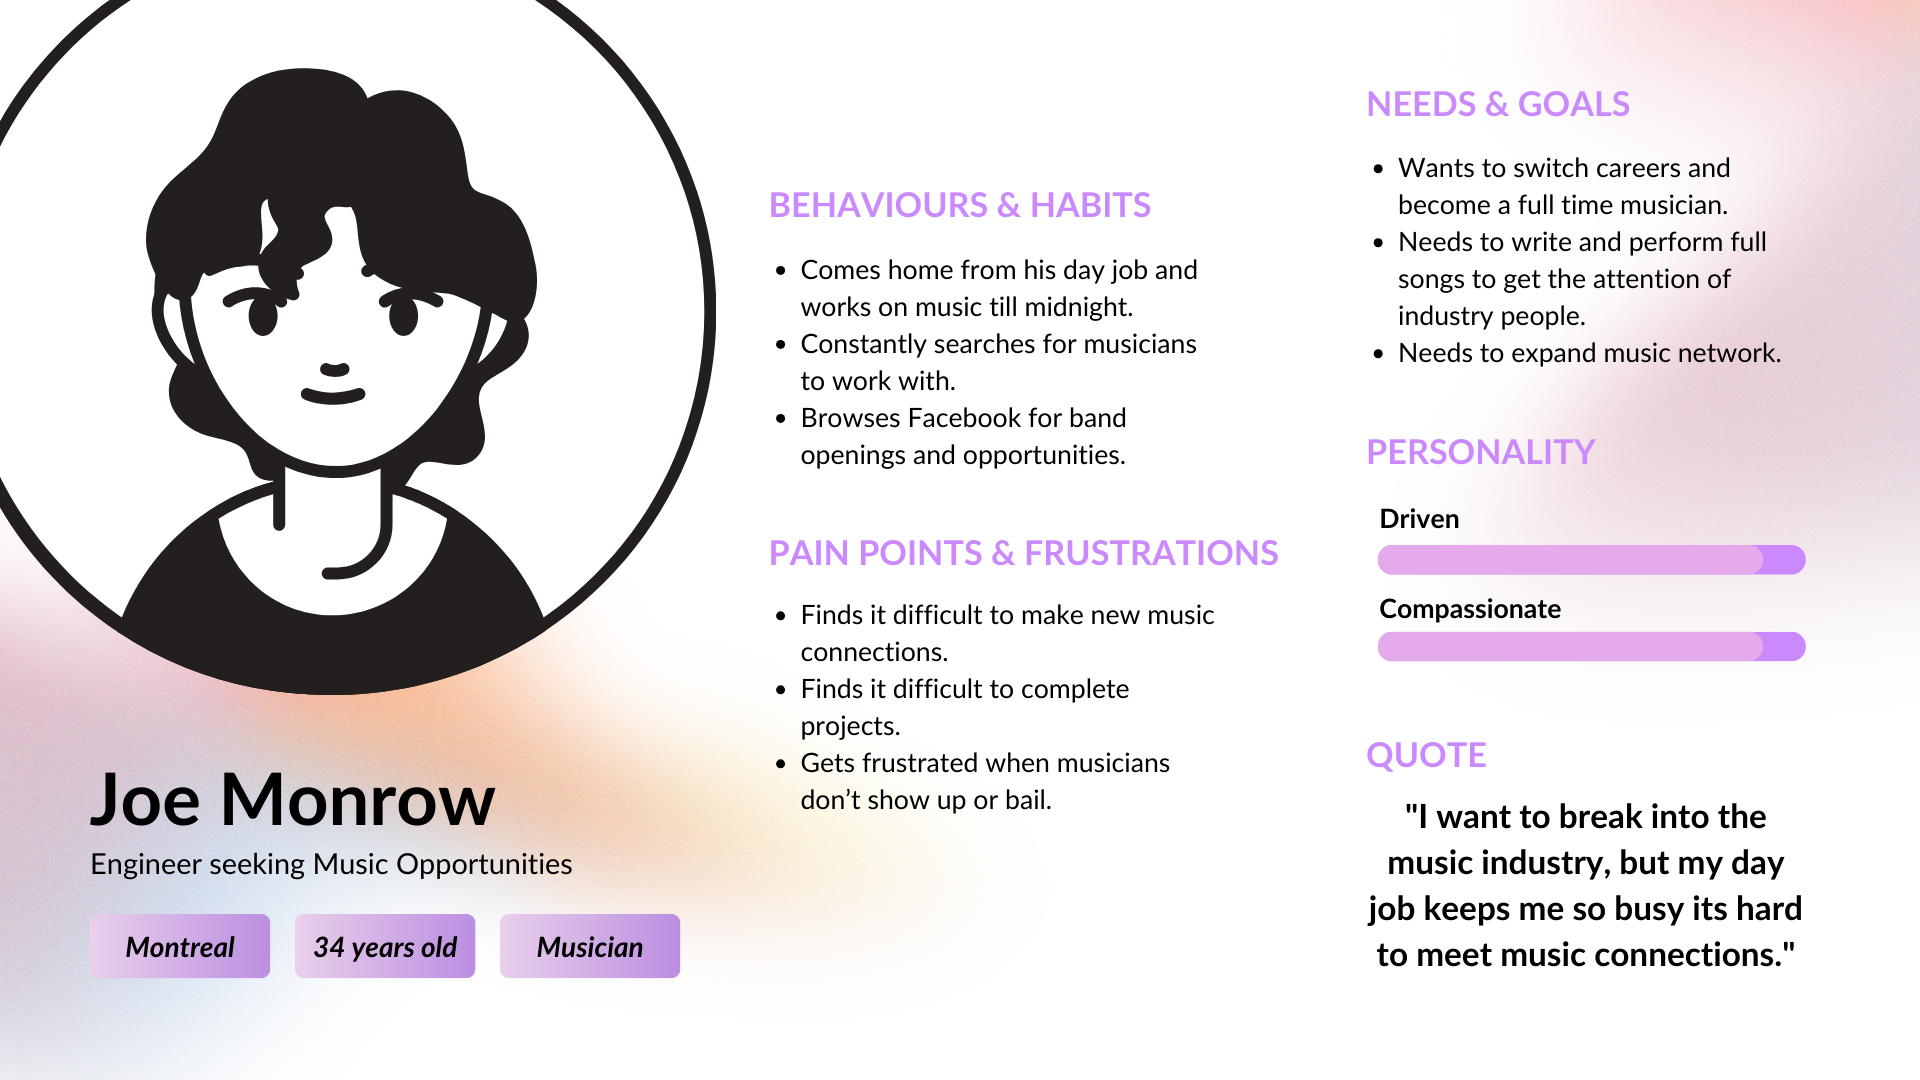 Joe Monrow
Engineer seeking Music Opportunities
Montreal
34 years old
Musician
BEHAVIOURS & HABITS
• Comes home from his day job and
works on music till midnight.
• Constantly searches for musicians
to work with.
• Browses Facebook for band
openings and opportunities.
PAIN POINTS & FRUSTRATIONS
• Finds it difficult to make new music
connections.
• Finds it difficult to complete
projects.
• Gets frustrated when musicians
don’t show up or bail.
NEEDS & GOALS
• Wants to switch careers and
become a full time musician.
• Needs to write and perform full
songs to get the attention of
industry people.
• Needs to expand music network.
PERSONALITY
Driven
Compassionate
QUOTE
"I want to break into the
music industry, but my day
job keeps me so busy its hard
to meet music connections."